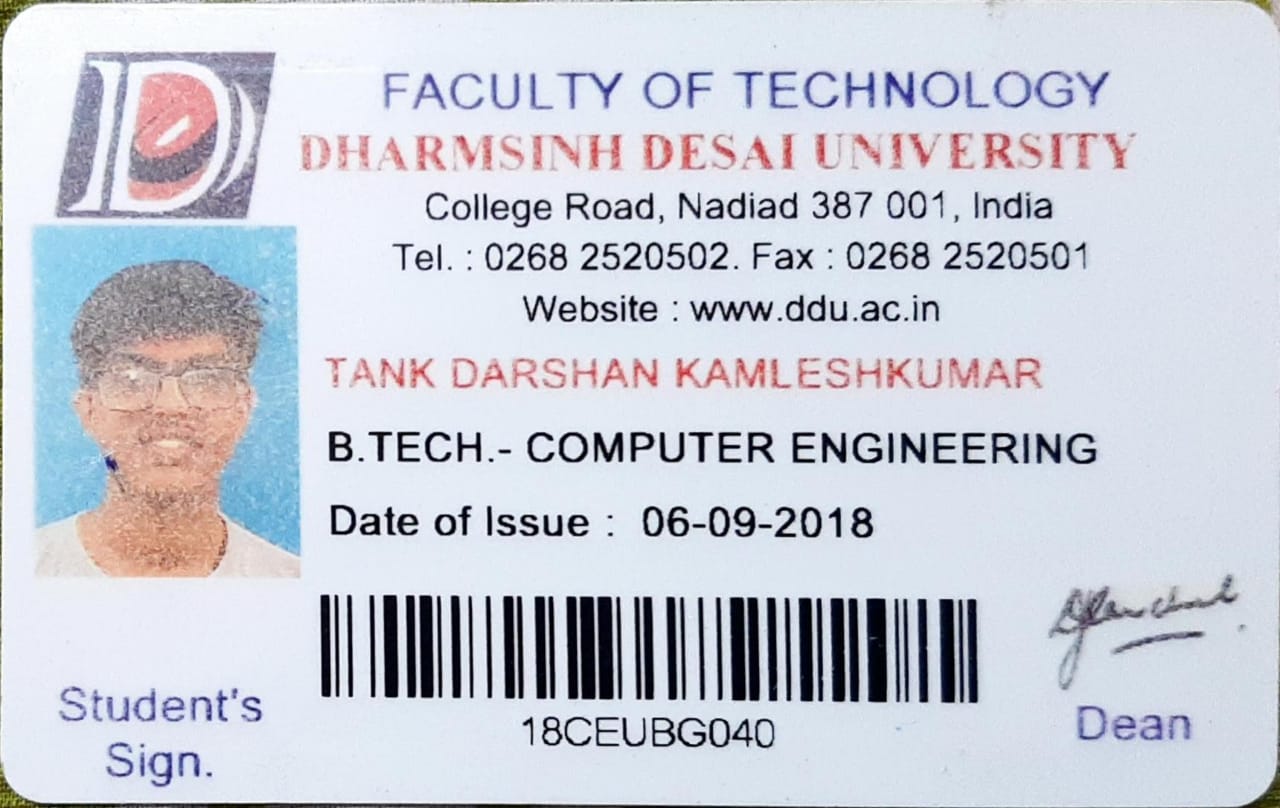 FACULTY OF TECHNOLOGY
DHARMSINH DESAI UNIVERSITY
College Road, Nadiad 387 001, India
Tel. : 0268 2520502. Fax : 0268 2520501
Website : www.ddu.ac.in
TANK DARSHAN KAMLESHKUMAR
B.TECH.- COMPUTER ENGINEERING
Date of Issue : 06-09-2018
18CEUBG040
Student's
Sign.
Dean